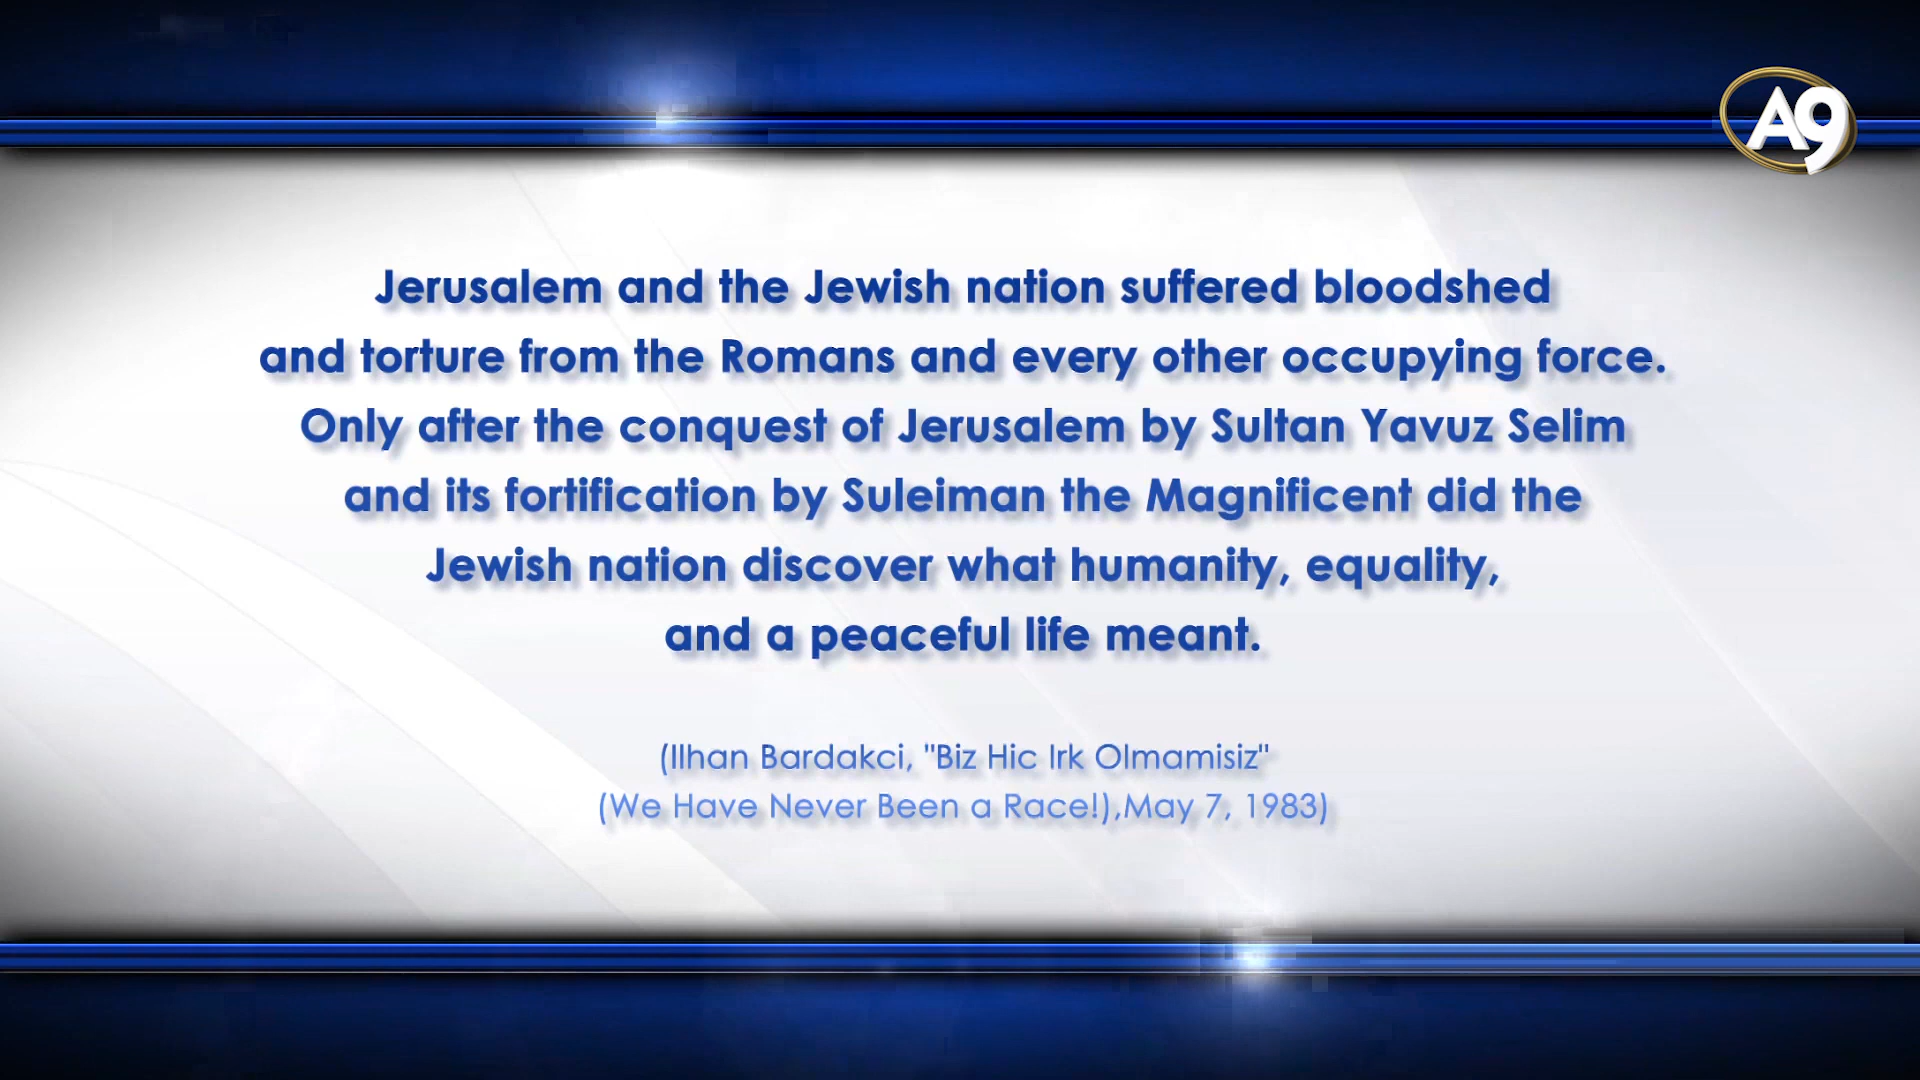 A9
Jerusalem and the Jewish nation suffered bloodshed
and torture from the Romans and every other occupying force.
Only after the conquest of Jerusalem by Sultan Yavuz Selim
and its fortification by Suleiman the Magnificent did the
Jewish nation discover what humanity, equality,
and a peaceful life meant.
(Ilhan Bardakci, "Biz Hic Irk Olmamisiz"
(We Have Never Been a Race!),May 7, 1983)